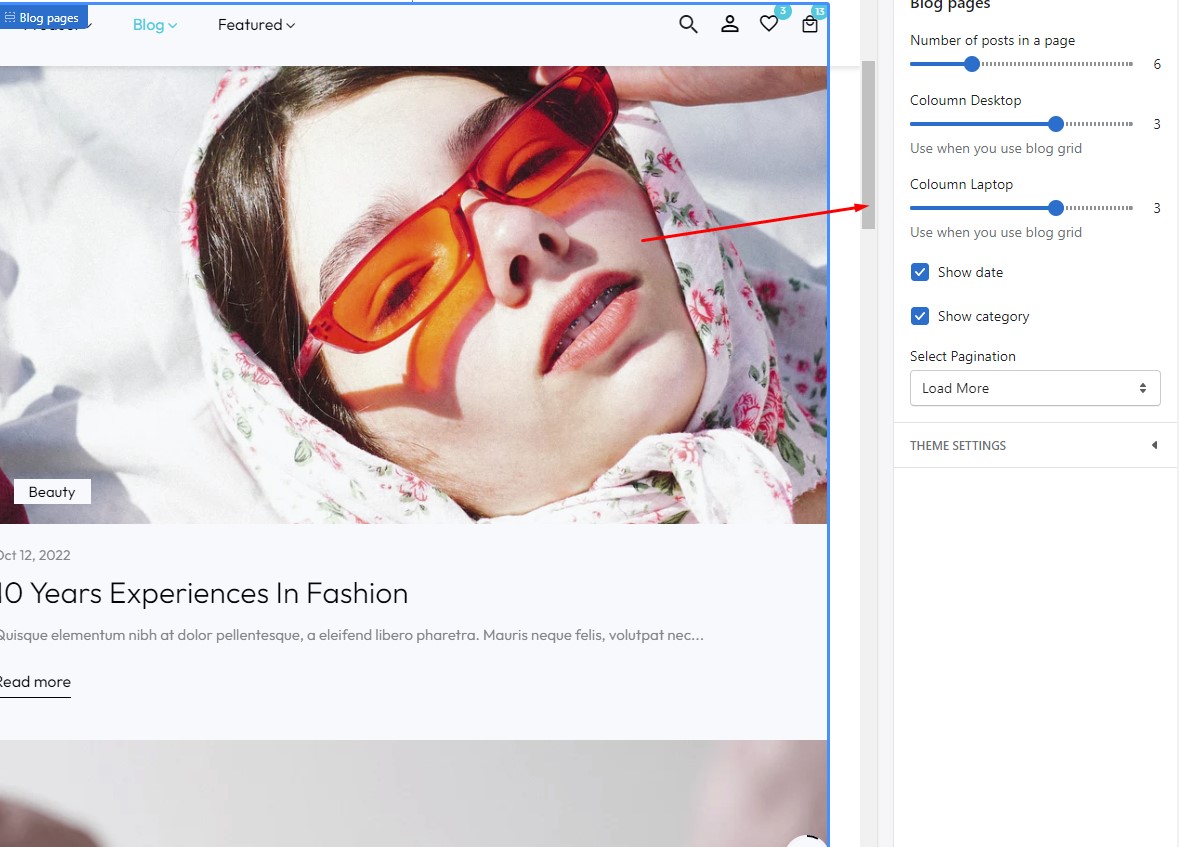 Blog pages
Blog
Featured
3
13
Beauty
Oct 12, 2022
10 Years Experiences In Fashion
Quisque elementum nibh at dolor pellentesque, a eleifend libero pharetra. Mauris neque felis, volutpat nec...
Read more
Blog pages
Number of posts in a page
6
Coloumn Desktop
3
Use when you use blog grid
Coloumn Laptop
3
Use when you use blog grid
Show date
Show category
Select Pagination
Load More
THEME SETTINGS